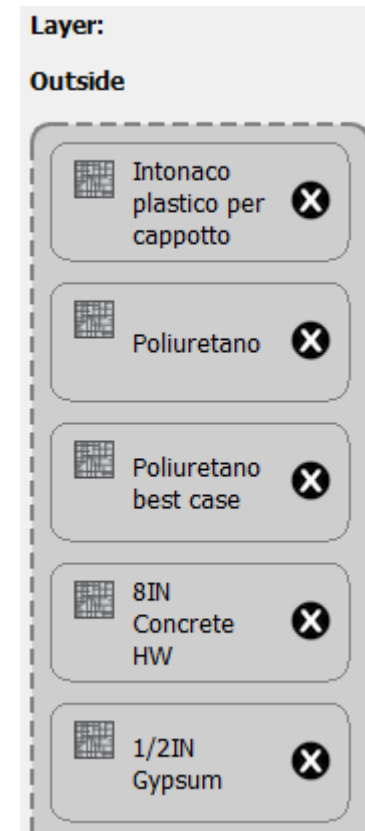 Layer:
Outside
Intonaco
plastico per
cappotto
Poliuretano
Poliuretano
best case
8IN
Concrete
HW
1/2IN
Gypsum